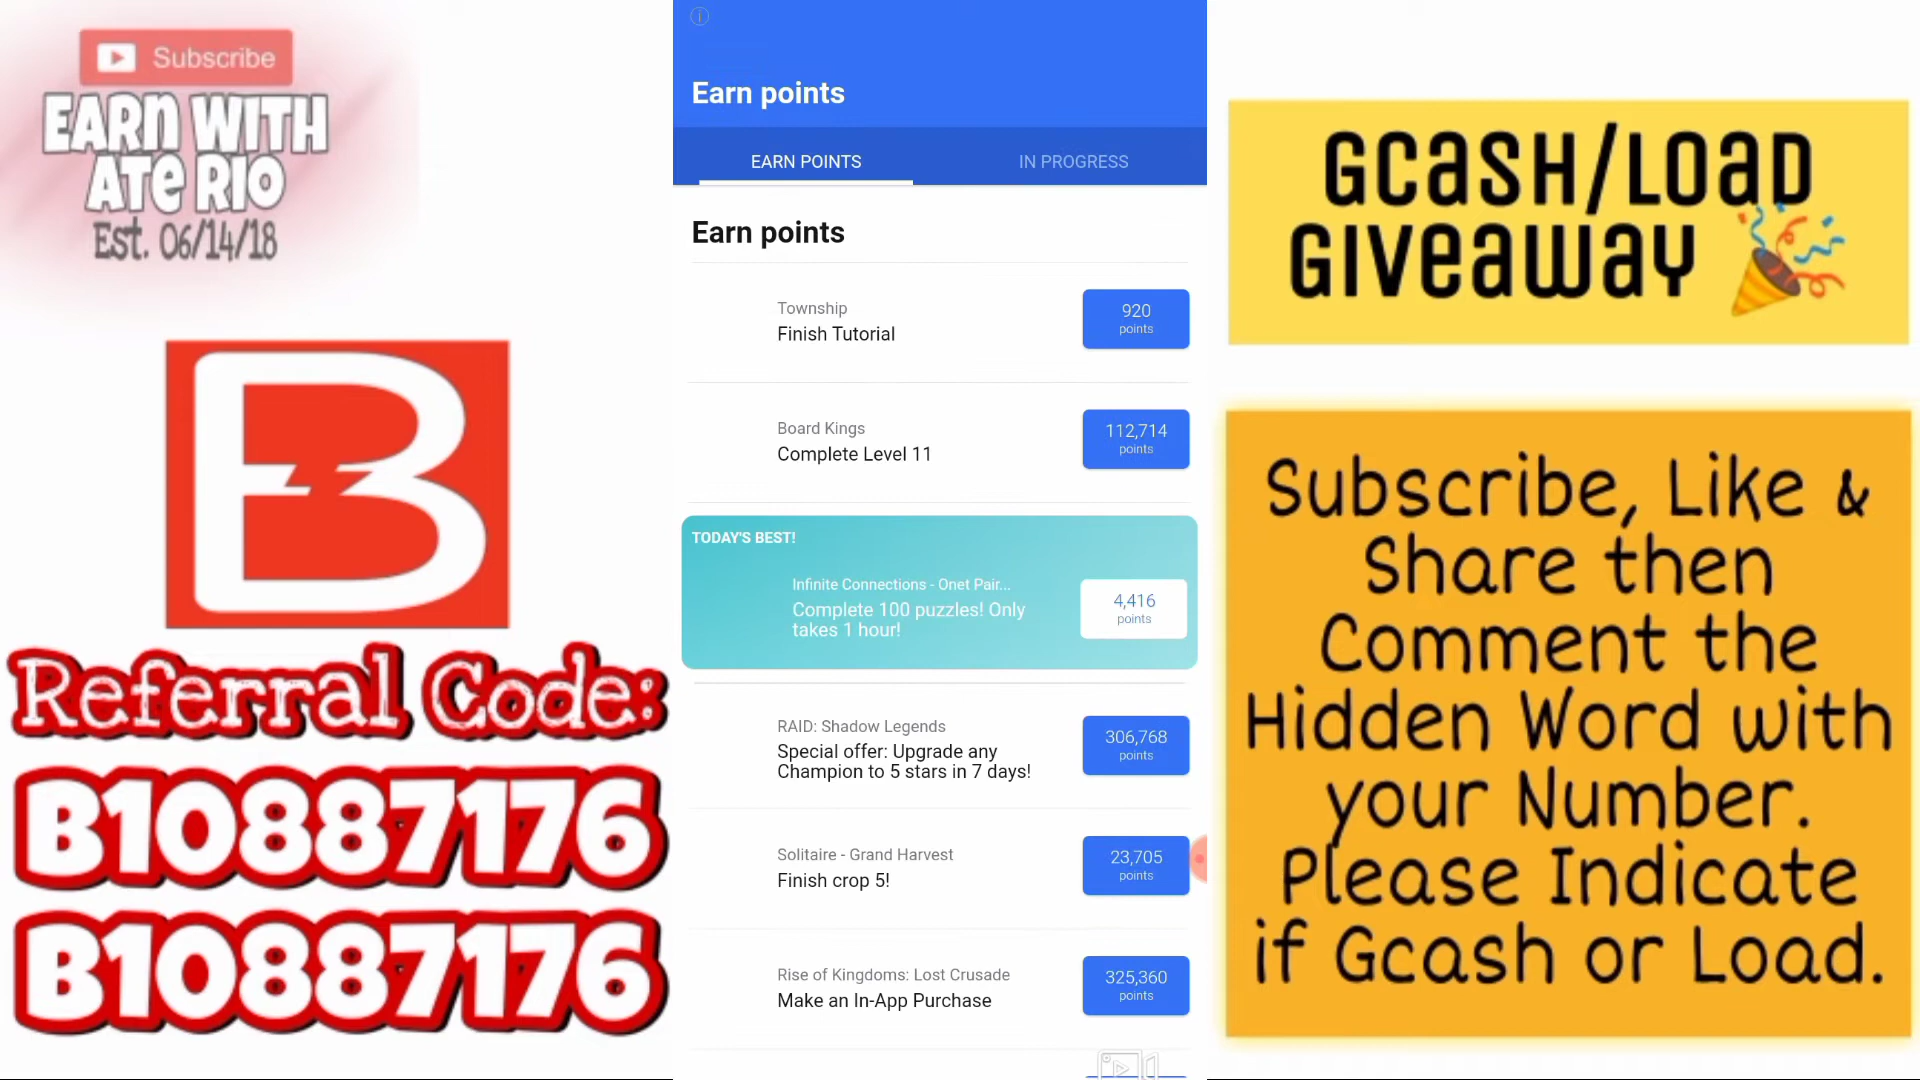 Subscribe
EARN WITH
ATE RIO
Est. 06/14/18
B
Referral Code:
B10887176
B10887176
Earn points
EARN POINTS
IN PROGRESS
Earn points
Township
Finish Tutorial
920
points
Board Kings
Complete Level 11
112,714
points
TODAY'S BEST!
Infinite Connections - Onet Pair...
Complete 100 puzzles! Only
takes 1 hour!
4,416
points
RAID: Shadow Legends
Special offer: Upgrade any
Champion to 5 stars in 7 days!
306,768
points
Solitaire - Grand Harvest
Finish crop 5!
23,705
points
Rise of Kingdoms: Lost Crusade
Make an In-App Purchase
325,360
points
GCASH/LOAD
GIVEAWAY
Subscribe, Like &
Share then
Comment the
Hidden Word with
your Number.
Please Indicate
if Gcash or Load.